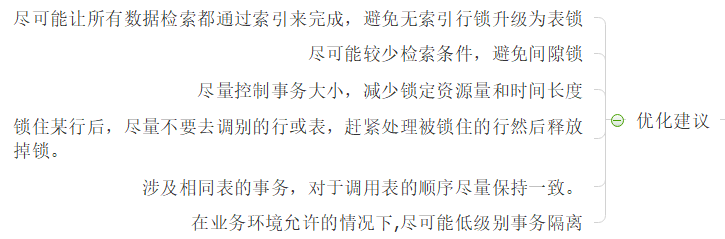 尽可能让所有数据检索都通过索引来完成，避免无索引行锁升级为表锁
尽可能较少检索条件，避免间隙锁
尽量控制事务大小，减少锁定资源量和时间长度
锁住某行后，尽量不要去调别的行或表，赶紧处理被锁住的行然后释放
掉锁。
涉及相同表的事务，对于调用表的顺序尽量保持一致。
在业务环境允许的情况下,尽可能低级别事务隔离
优化建议